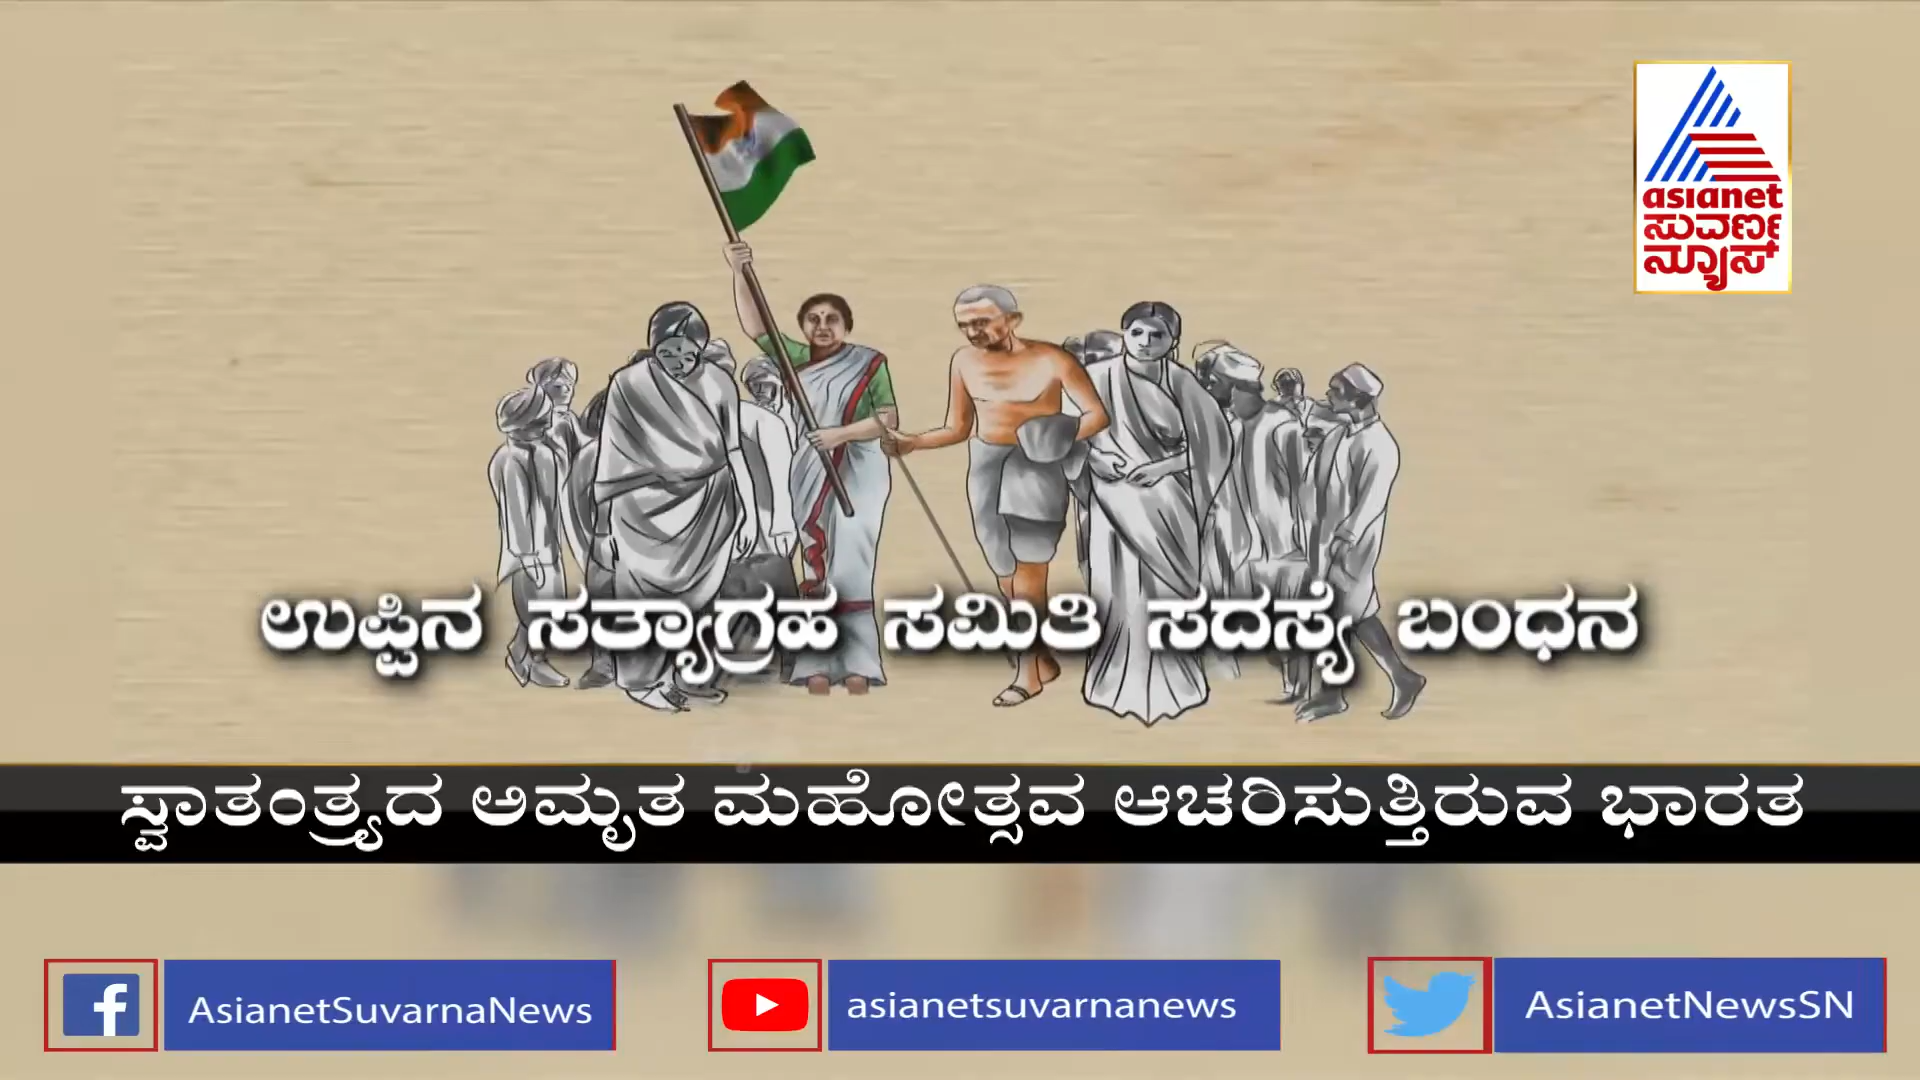 asianet
ಸುವರ್ಣ
ನ್ಯೂಸ್
ಉಪ್ಪಿನ ಸತ್ಯಾಗ್ರಹ ಸಮಿತಿ ಸದಸ್ಯೆ ಬಂಧನ
ಸ್ವಾತಂತ್ರ್ಯದ ಅಮೃತ ಮಹೋತ್ಸವ ಆಚರಿಸುತ್ತಿರುವ ಭಾರತ
AsianetSuvarnaNews
asianetsuvarnanews
AsianetNewsSN